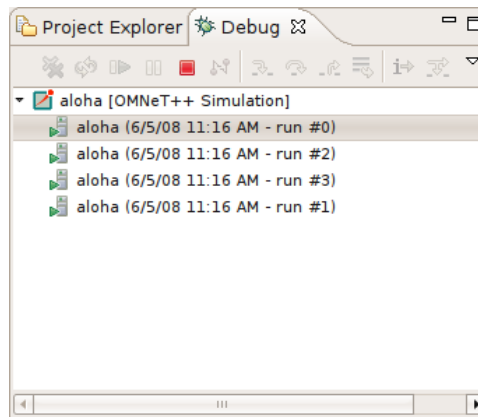 Project Explorer Debug
i
aloha [OMNeT++ Simulation]
aloha (6/5/08 11:16 AM - run #0)
aloha (6/5/08 11:16 AM - run #2)
aloha (6/5/08 11:16 AM - run #3)
aloha (6/5/08 11:16 AM - run #1)